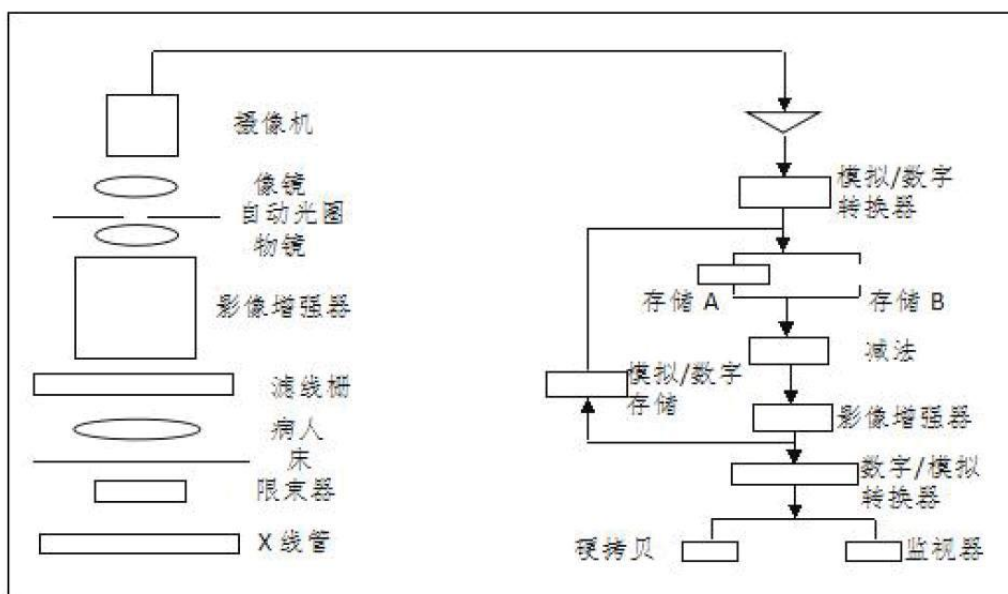 摄像机
像镜
自动光圈
物镜
影像增强器
滤线栅
病人
床
限束器
X 线管
模拟/数字
转换器
存储 A
存储 B
减法
模拟/数字
存储
影像增强器
数字/模拟
转换器
硬拷贝
监视器